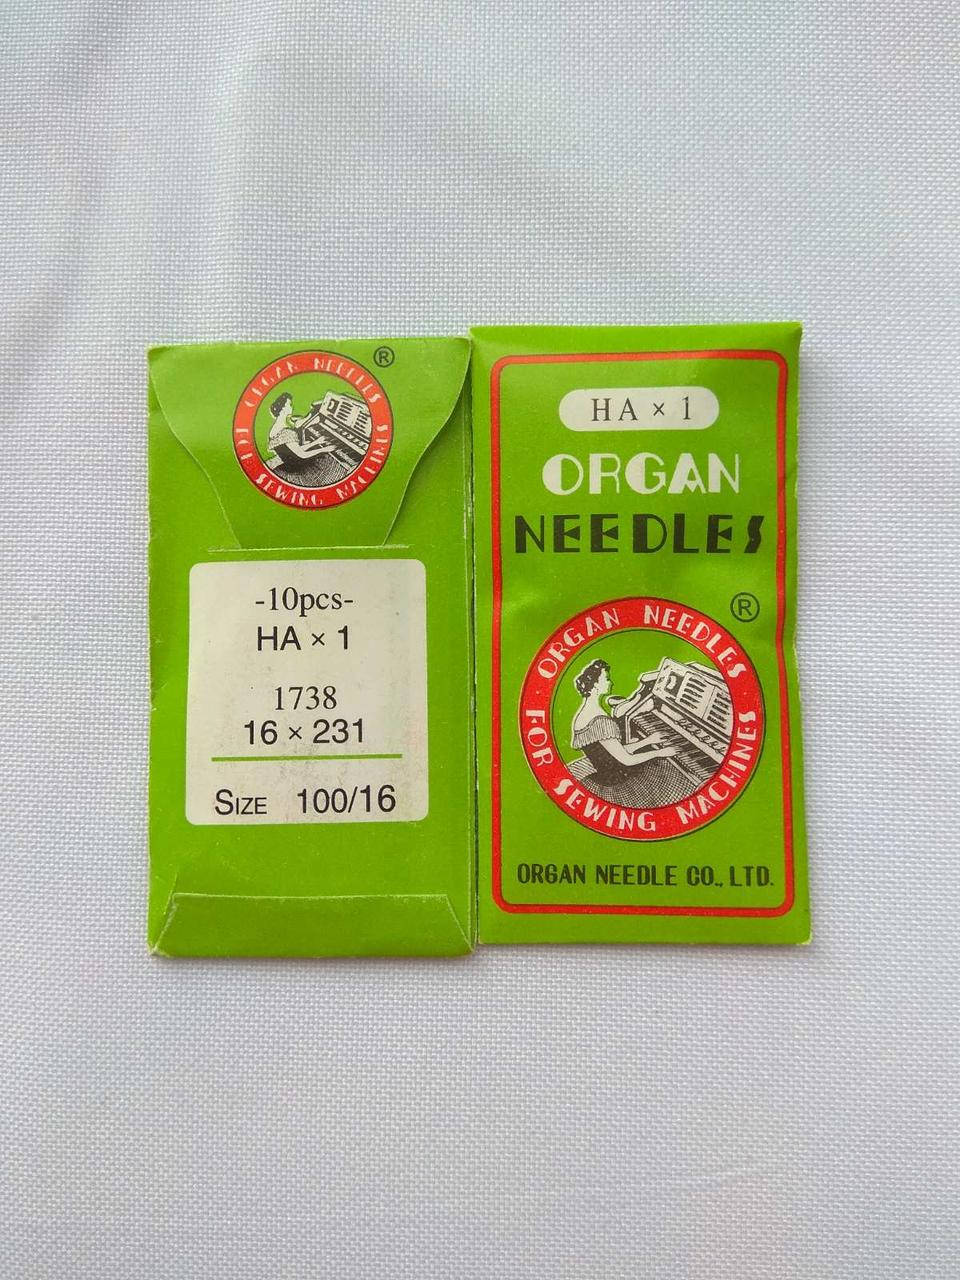 ORGAN NEEDLES
FOR SEWING MACHINES
®
-10pcs-
HA × 1
1738
16 × 231
SIZE 100/16
HA × 1
ORGAN
NEEDLES
®
ORGAN NEEDLES
FOR SEWING MACHINES
ORGAN NEEDLE CO., LTD.